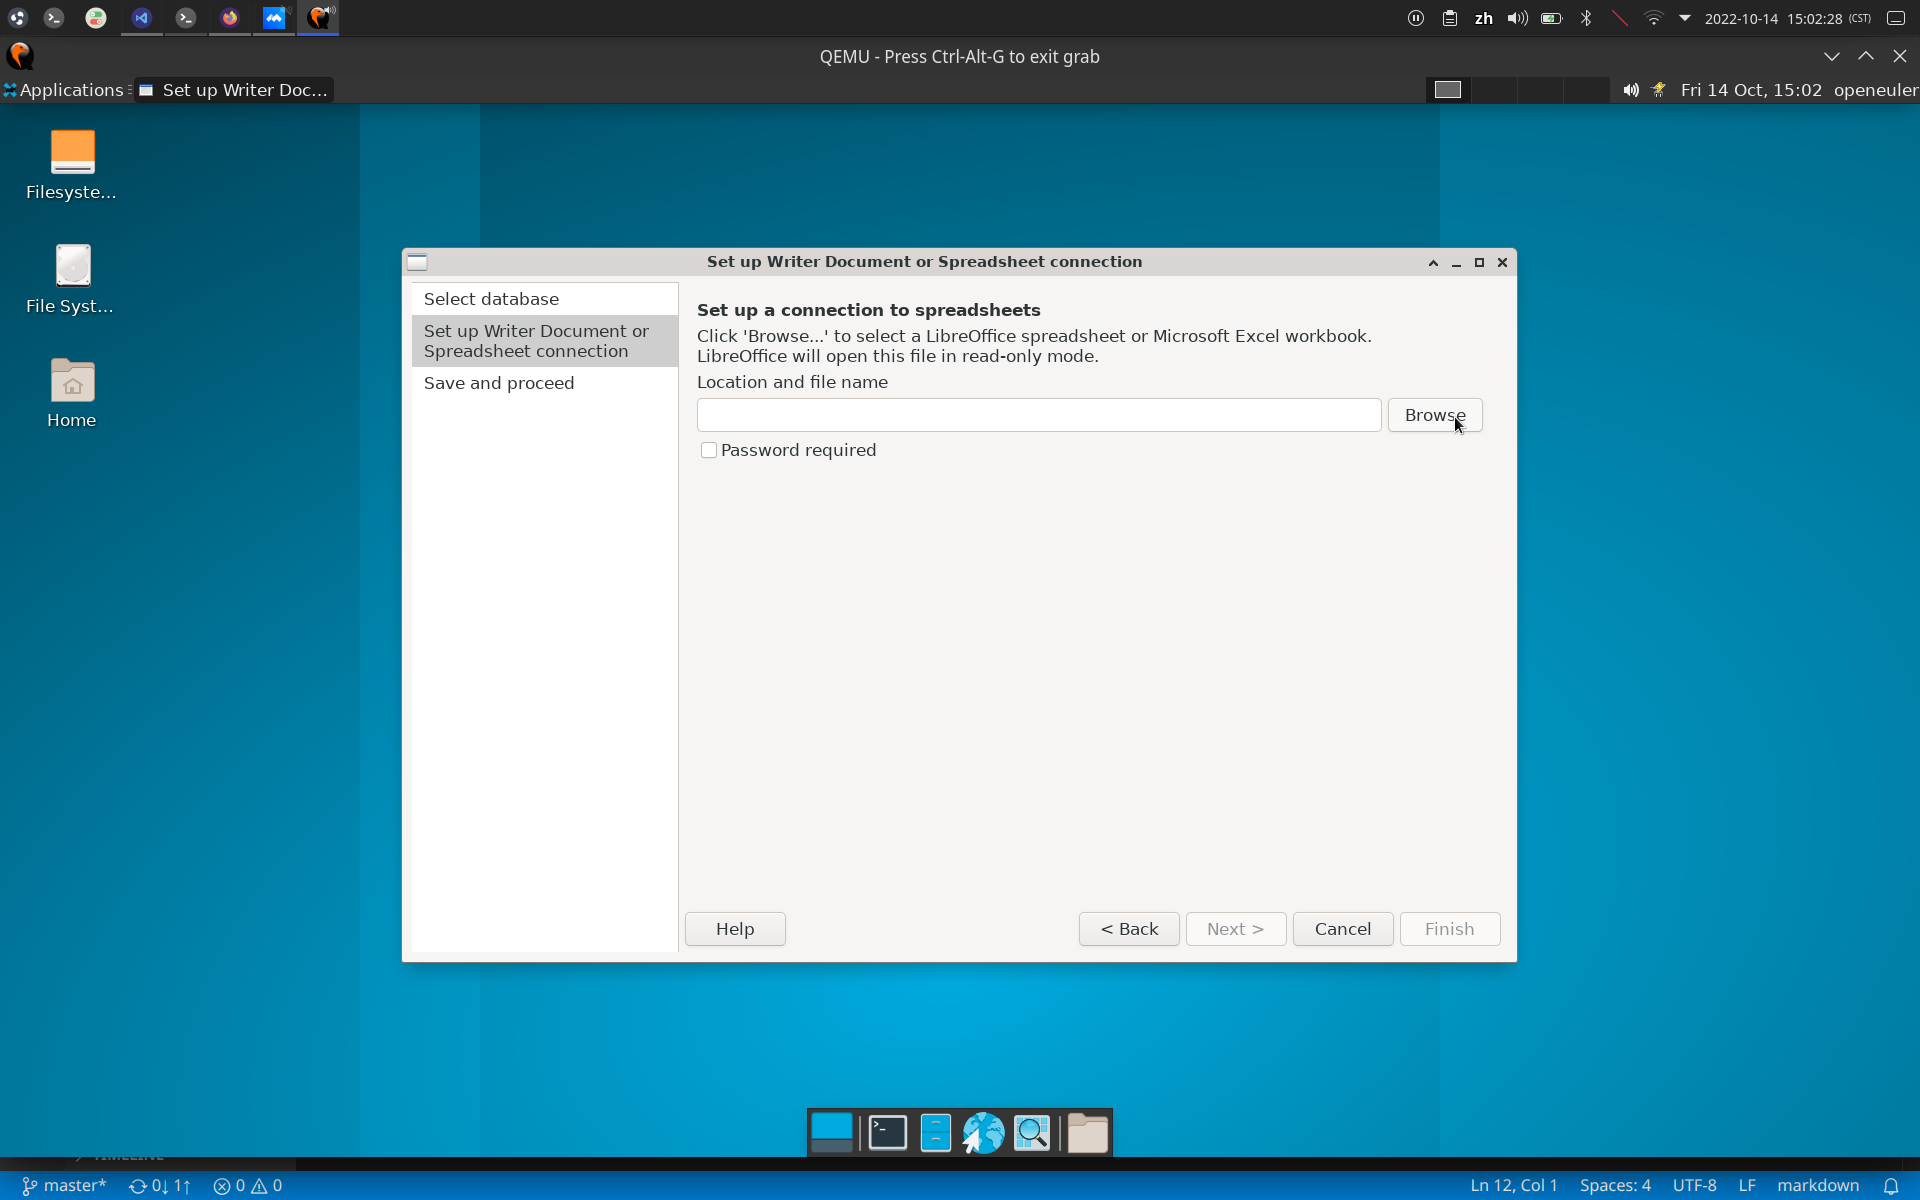 zh
2022-10-14 15:02:28 (CST)
QEMU - Press Ctrl-Alt-G to exit grab
Applications
Set up Writer Doc...
Fri 14 Oct, 15:02 openeuler
Filesyste...
File Syst...
Home
Set up Writer Document or Spreadsheet connection
Select database
Set up Writer Document or
Spreadsheet connection
Save and proceed
Set up a connection to spreadsheets
Click 'Browse...' to select a LibreOffice spreadsheet or Microsoft Excel workbook.
LibreOffice will open this file in read-only mode.
Location and file name
Browse
Password required
Help
< Back
Next >
Cancel
Finish
TIMELINE
master* 0↓ 1↑ 0 0
Ln 12, Col 1 Spaces: 4 UTF-8 LF markdown